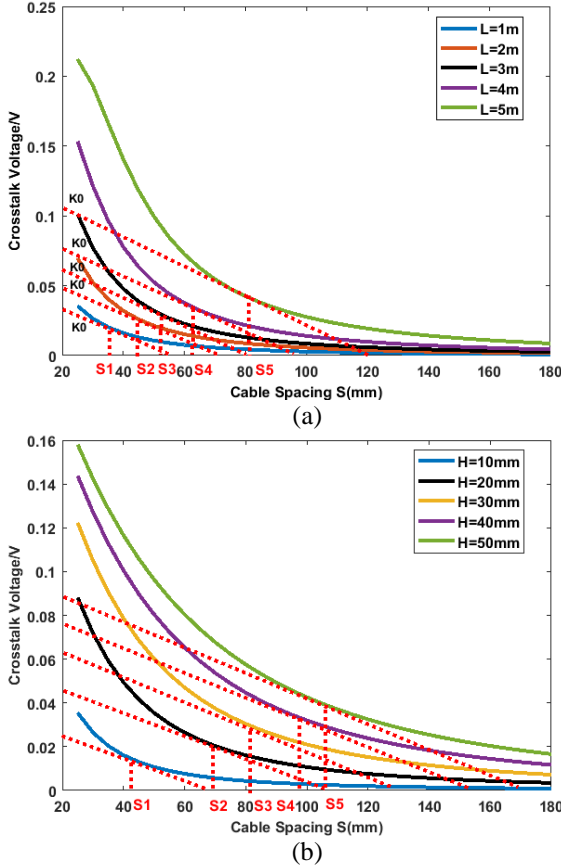 0.25
0.2
0.15
0.1
0.05
0
Crosstalk Voltage/V
L=1m
L=2m
L=3m
L=4m
L=5m
K0
K0
K0
K0
K0
20 40 60 80 100 120 140 160 180
S1 S2 S3 S4 S5
Cable Spacing S(mm)
(a)
0.16
0.14
0.12
0.1
0.08
0.06
0.04
0.02
0
Crosstalk Voltage/V
H=10mm
H=20mm
H=30mm
H=40mm
H=50mm
20 40 60 80 100 120 140 160 180
S1 S2 S3 S4 S5
Cable Spacing S(mm)
(b)